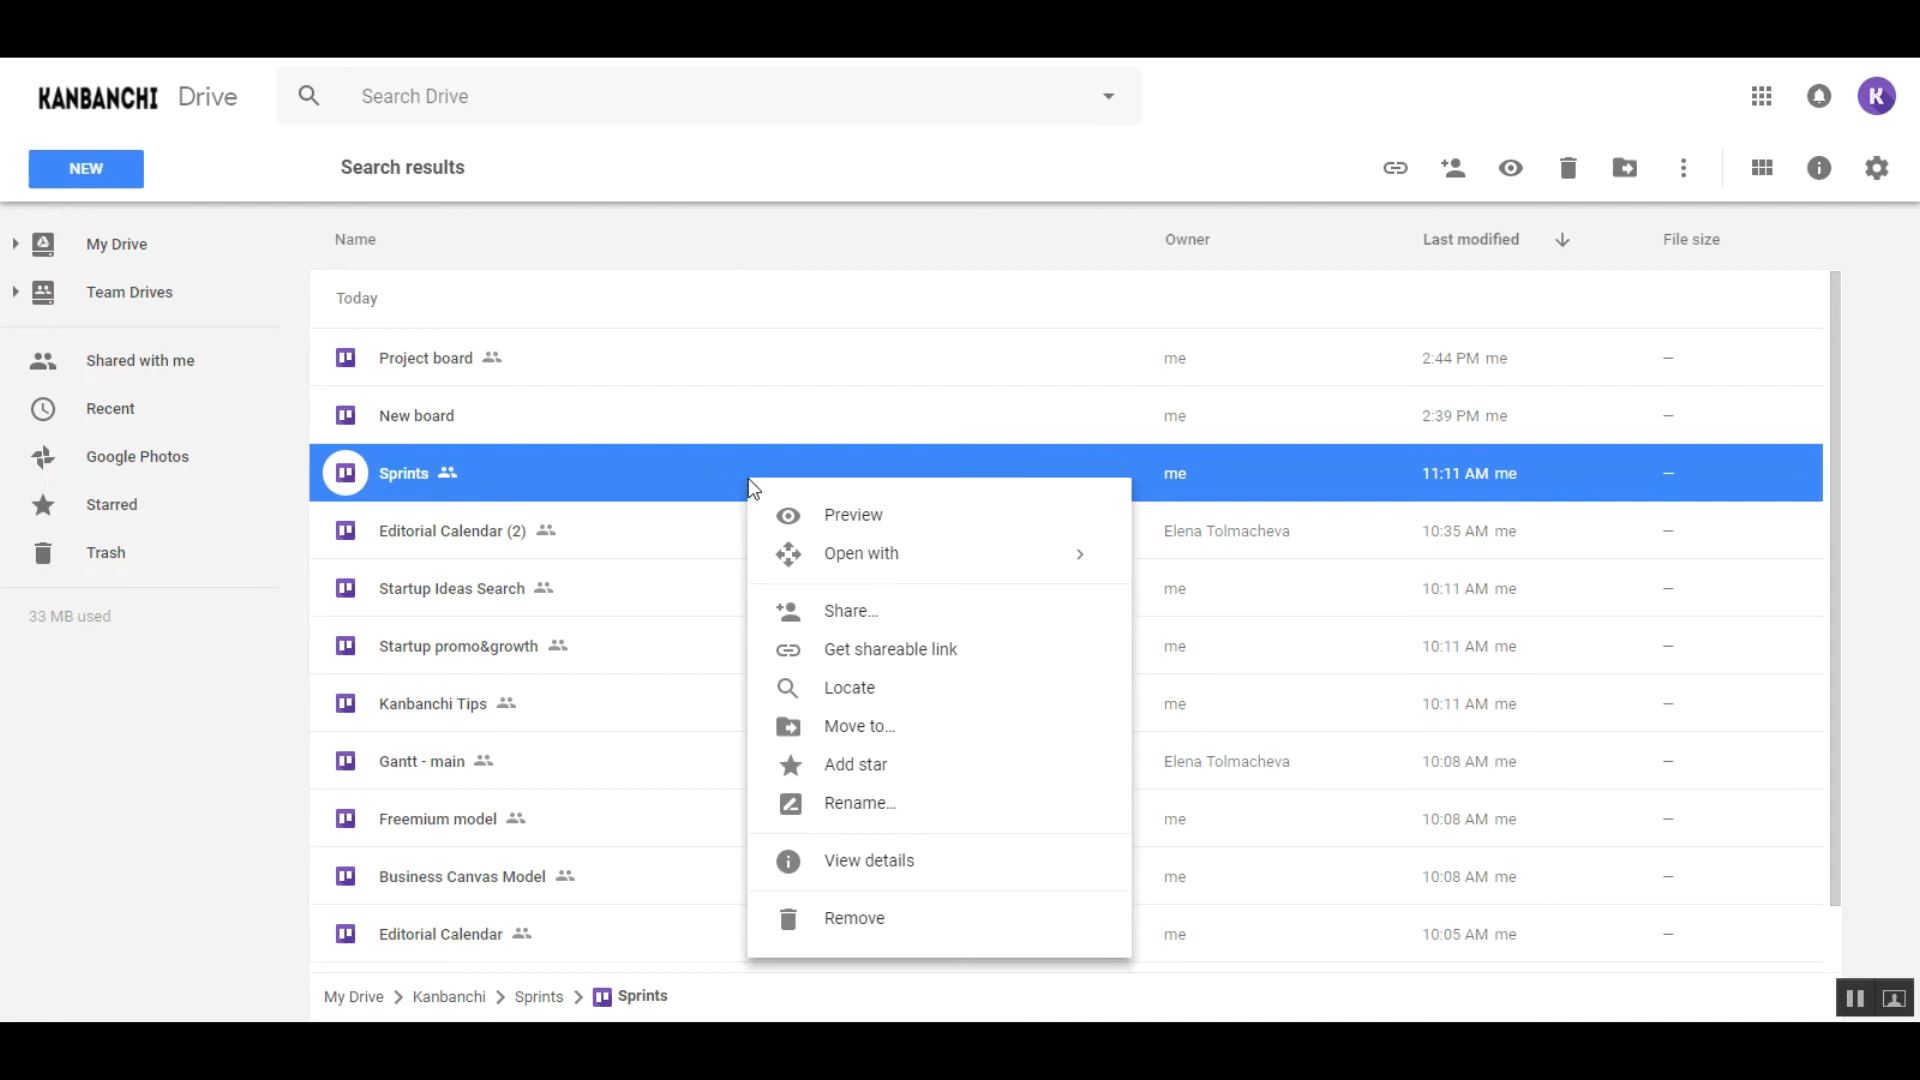 KANBANCHI Drive
Search Drive
K
NEW
Search results
My Drive
Team Drives
Shared with me
Recent
Google Photos
Starred
Trash
33 MB used
Name Owner Last modified File size
Today
Project board me 2:44 PM me –
New board me 2:39 PM me –
Sprints me 11:11 AM me –
Editorial Calendar (2) Elena Tolmacheva 10:35 AM me –
Startup Ideas Search me 10:11 AM me –
Startup promo&growth me 10:11 AM me –
Kanbanchi Tips me 10:11 AM me –
Gantt - main Elena Tolmacheva 10:08 AM me –
Freemium model me 10:08 AM me –
Business Canvas Model me 10:08 AM me –
Editorial Calendar me 10:05 AM me –
Preview
Open with
Share...
Get shareable link
Locate
Move to...
Add star
Rename...
View details
Remove
My Drive > Kanbanchi > Sprints > Sprints